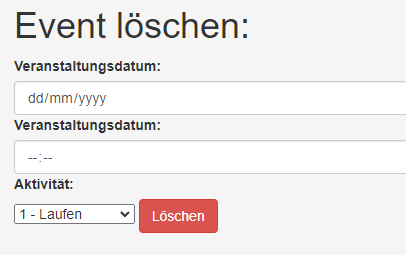 Event löschen:
Veranstaltungsdatum:
dd/mm/yyyy
Veranstaltungsdatum:
--:--
Aktivität:
1 - Laufen Löschen